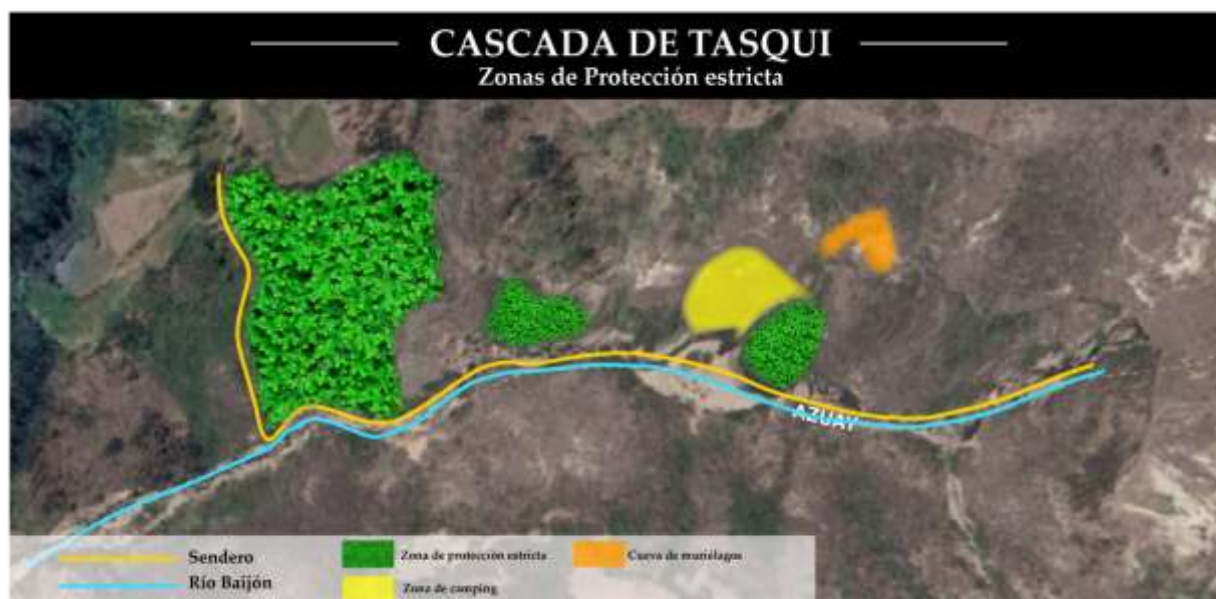 CASCADA DE TASQUI
Zonas de Protección estricta
AZUAY
Sendero
Río Baijón
Zona de protección estricta
Zona de camping
Cueva de muriélagos